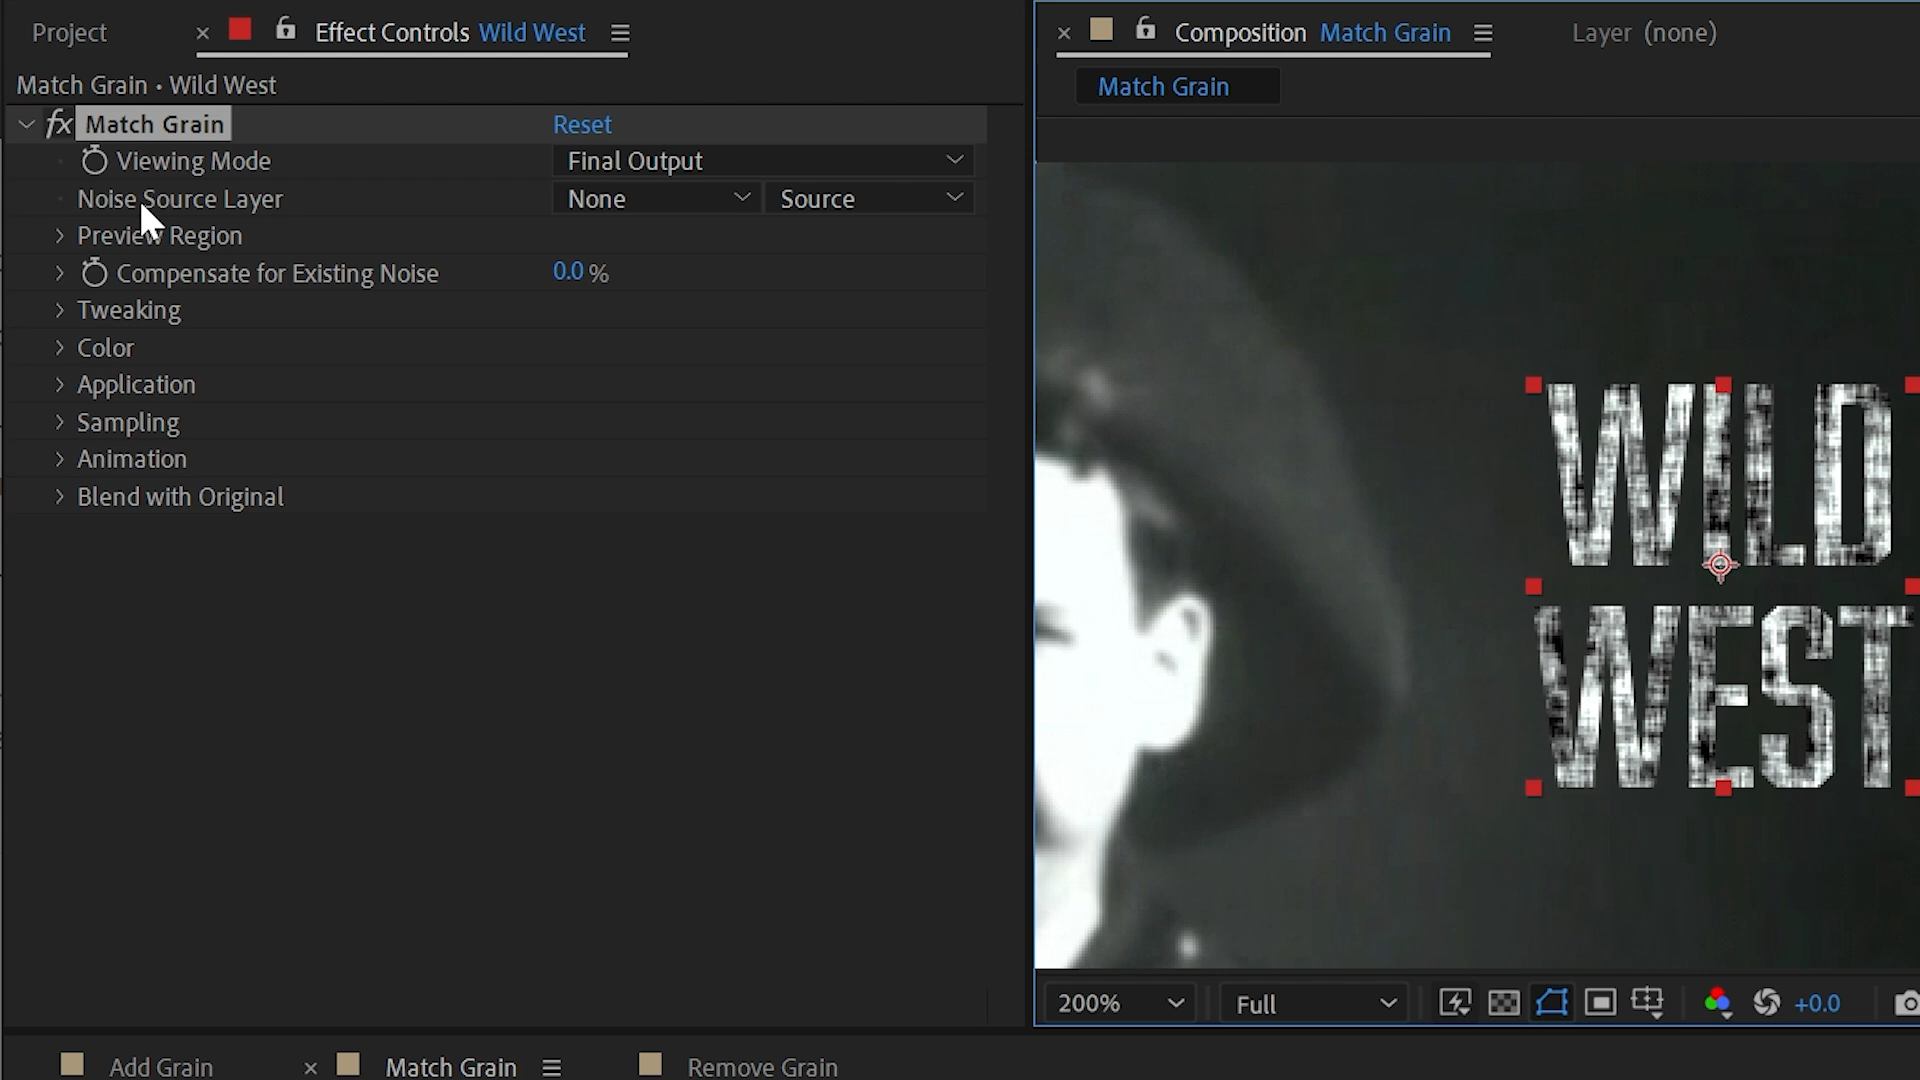 Project
Effect Controls Wild West
Composition Match Grain
Layer (none)
Match Grain • Wild West
Match Grain
fx Match Grain
Reset
Viewing Mode
Final Output
Noise Source Layer
None
Source
Preview Region
Compensate for Existing Noise
0.0 %
Tweaking
Color
Application
Sampling
Animation
Blend with Original
WILD
WEST
200%
Full
+0.0
Add Grain
Match Grain
Remove Grain